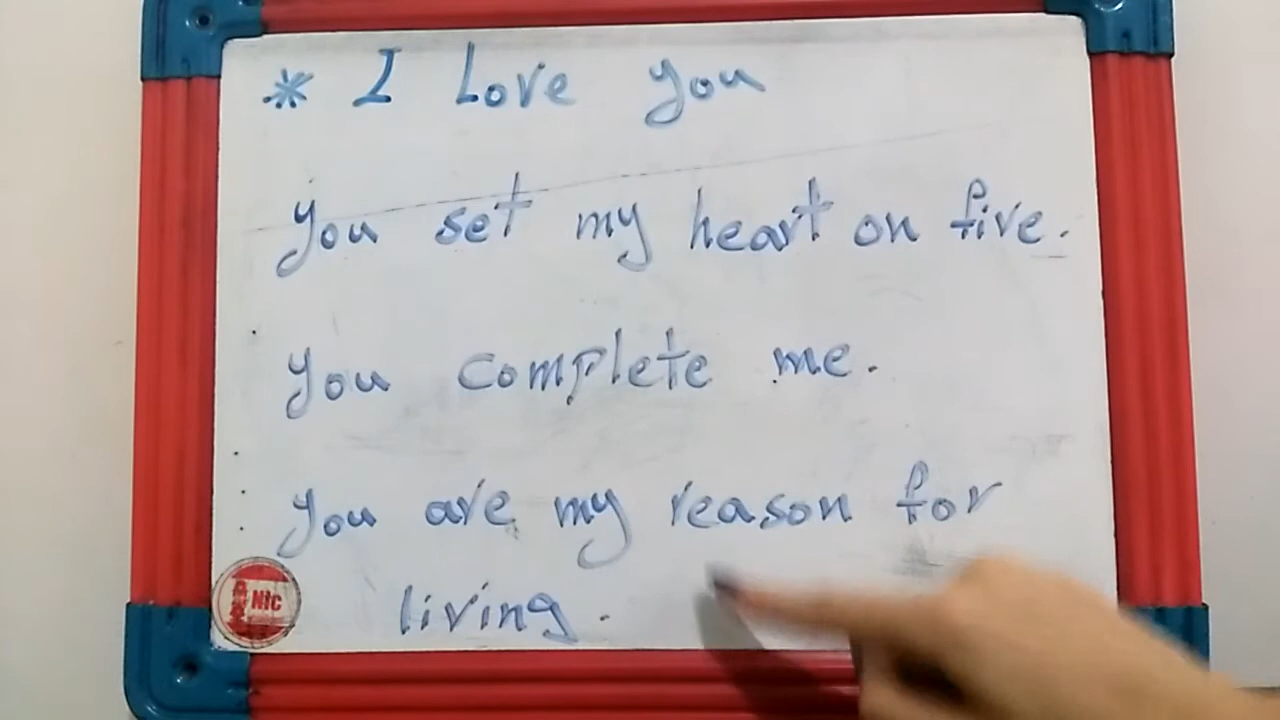 * I Love you
you set my heart on fire.
you complete me.
you are my reason for
living.
NIC